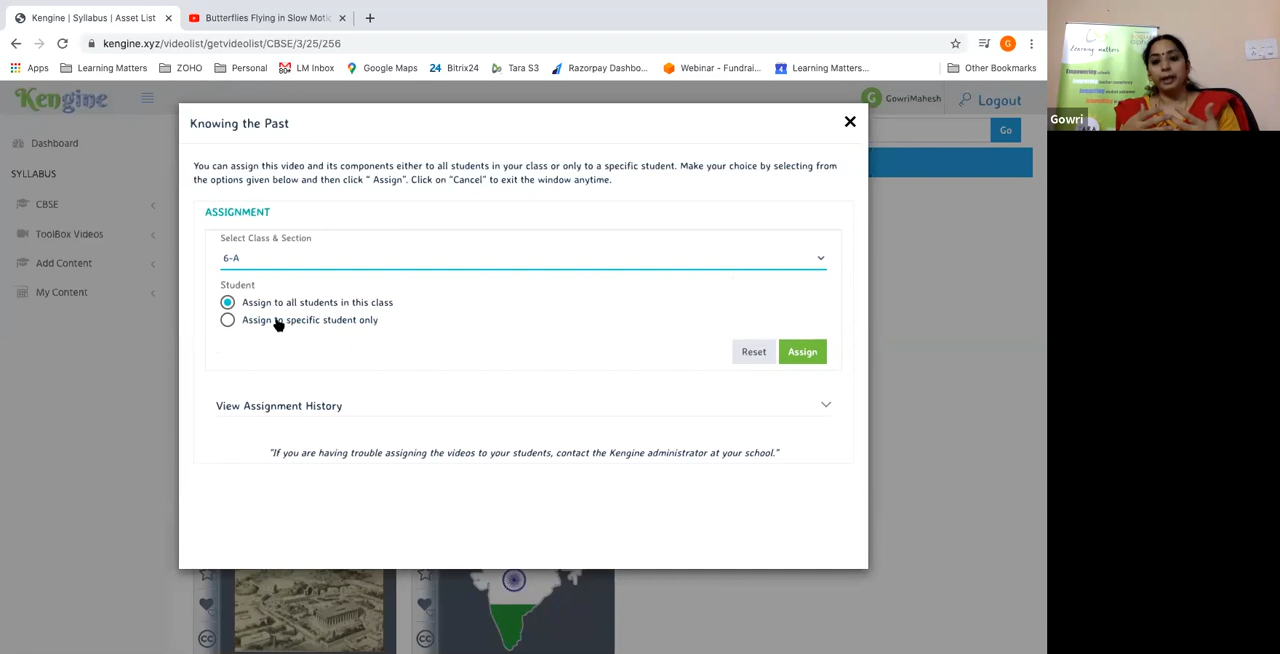 Kengine | Syllabus | Asset List
Butterflies Flying in Slow Moti
kengine.xyz/videolist/getvideolist/CBSE/3/25/256
G
Apps
Learning Matters
ZOHO
Personal
LM Inbox
Google Maps
24 Bitrix24
Tara S3
Razorpay Dashbo...
Webinar - Fundrai...
Learning Matters...
Other Bookmarks
Kengine
G GowriMahesh
Logout
Go
Dashboard
SYLLABUS
CBSE
ToolBox Videos
Add Content
My Content
Knowing the Past
You can assign this video and its components either to all students in your class or only to a specific student. Make your choice by selecting from
the options given below and then click " Assign". Click on "Cancel" to exit the window anytime.
ASSIGNMENT
Select Class & Section
6-A
Student
Assign to all students in this class
Assign to specific student only
Reset
Assign
View Assignment History
"If you are having trouble assigning the videos to your students, contact the Kengine administrator at your school."
CC
CC
Learning Matters
Empowering
Gowri